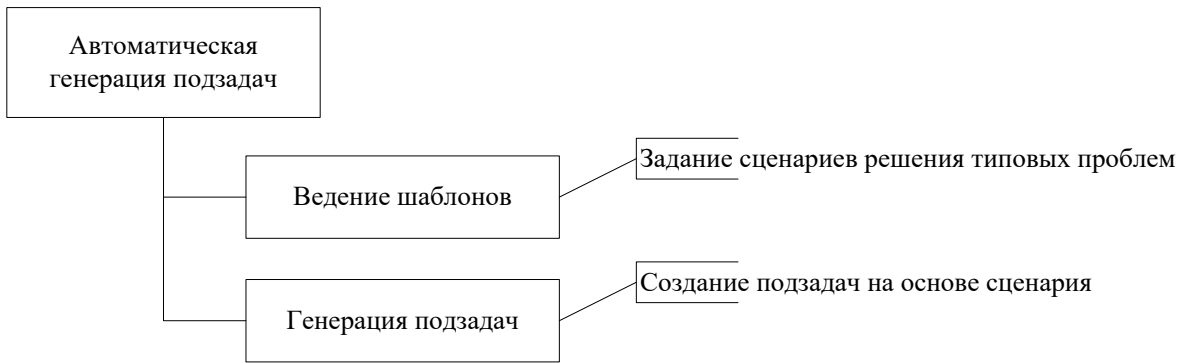 Автоматическая
генерация подзадач
Задание сценариев решения типовых проблем
Ведение шаблонов
Создание подзадач на основе сценария
Генерация подзадач